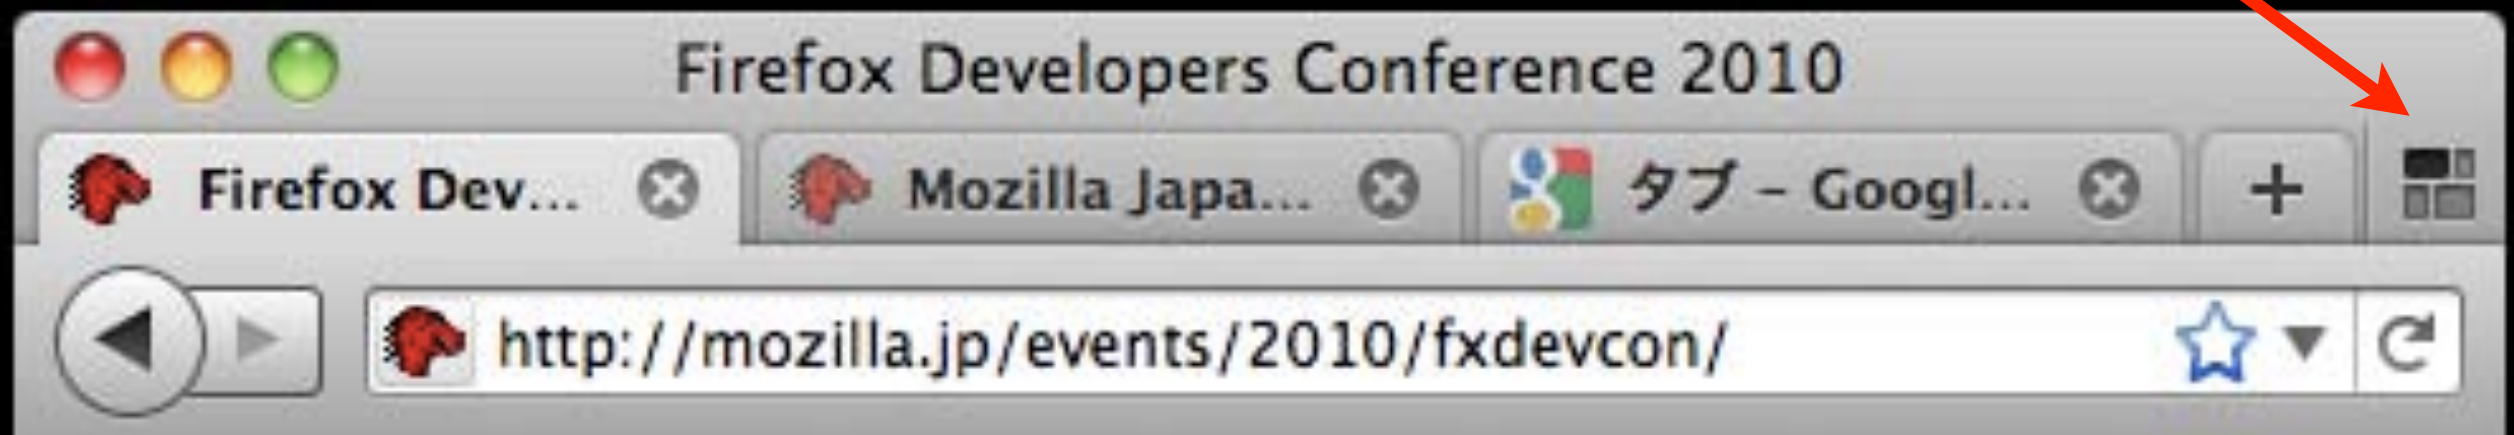 Firefox Developers Conference 2010
Firefox Dev... Mozilla Japa... タブ – Googl...
http://mozilla.jp/events/2010/fxdevcon/